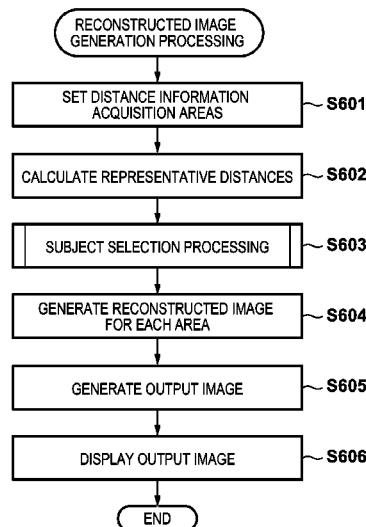 RECONSTRUCTED IMAGE
GENERATION PROCESSING
SET DISTANCE INFORMATION
ACQUISITION AREAS
S601
CALCULATE REPRESENTATIVE DISTANCES
S602
SUBJECT SELECTION PROCESSING
S603
GENERATE RECONSTRUCTED IMAGE
FOR EACH AREA
S604
GENERATE OUTPUT IMAGE
S605
DISPLAY OUTPUT IMAGE
S606
END